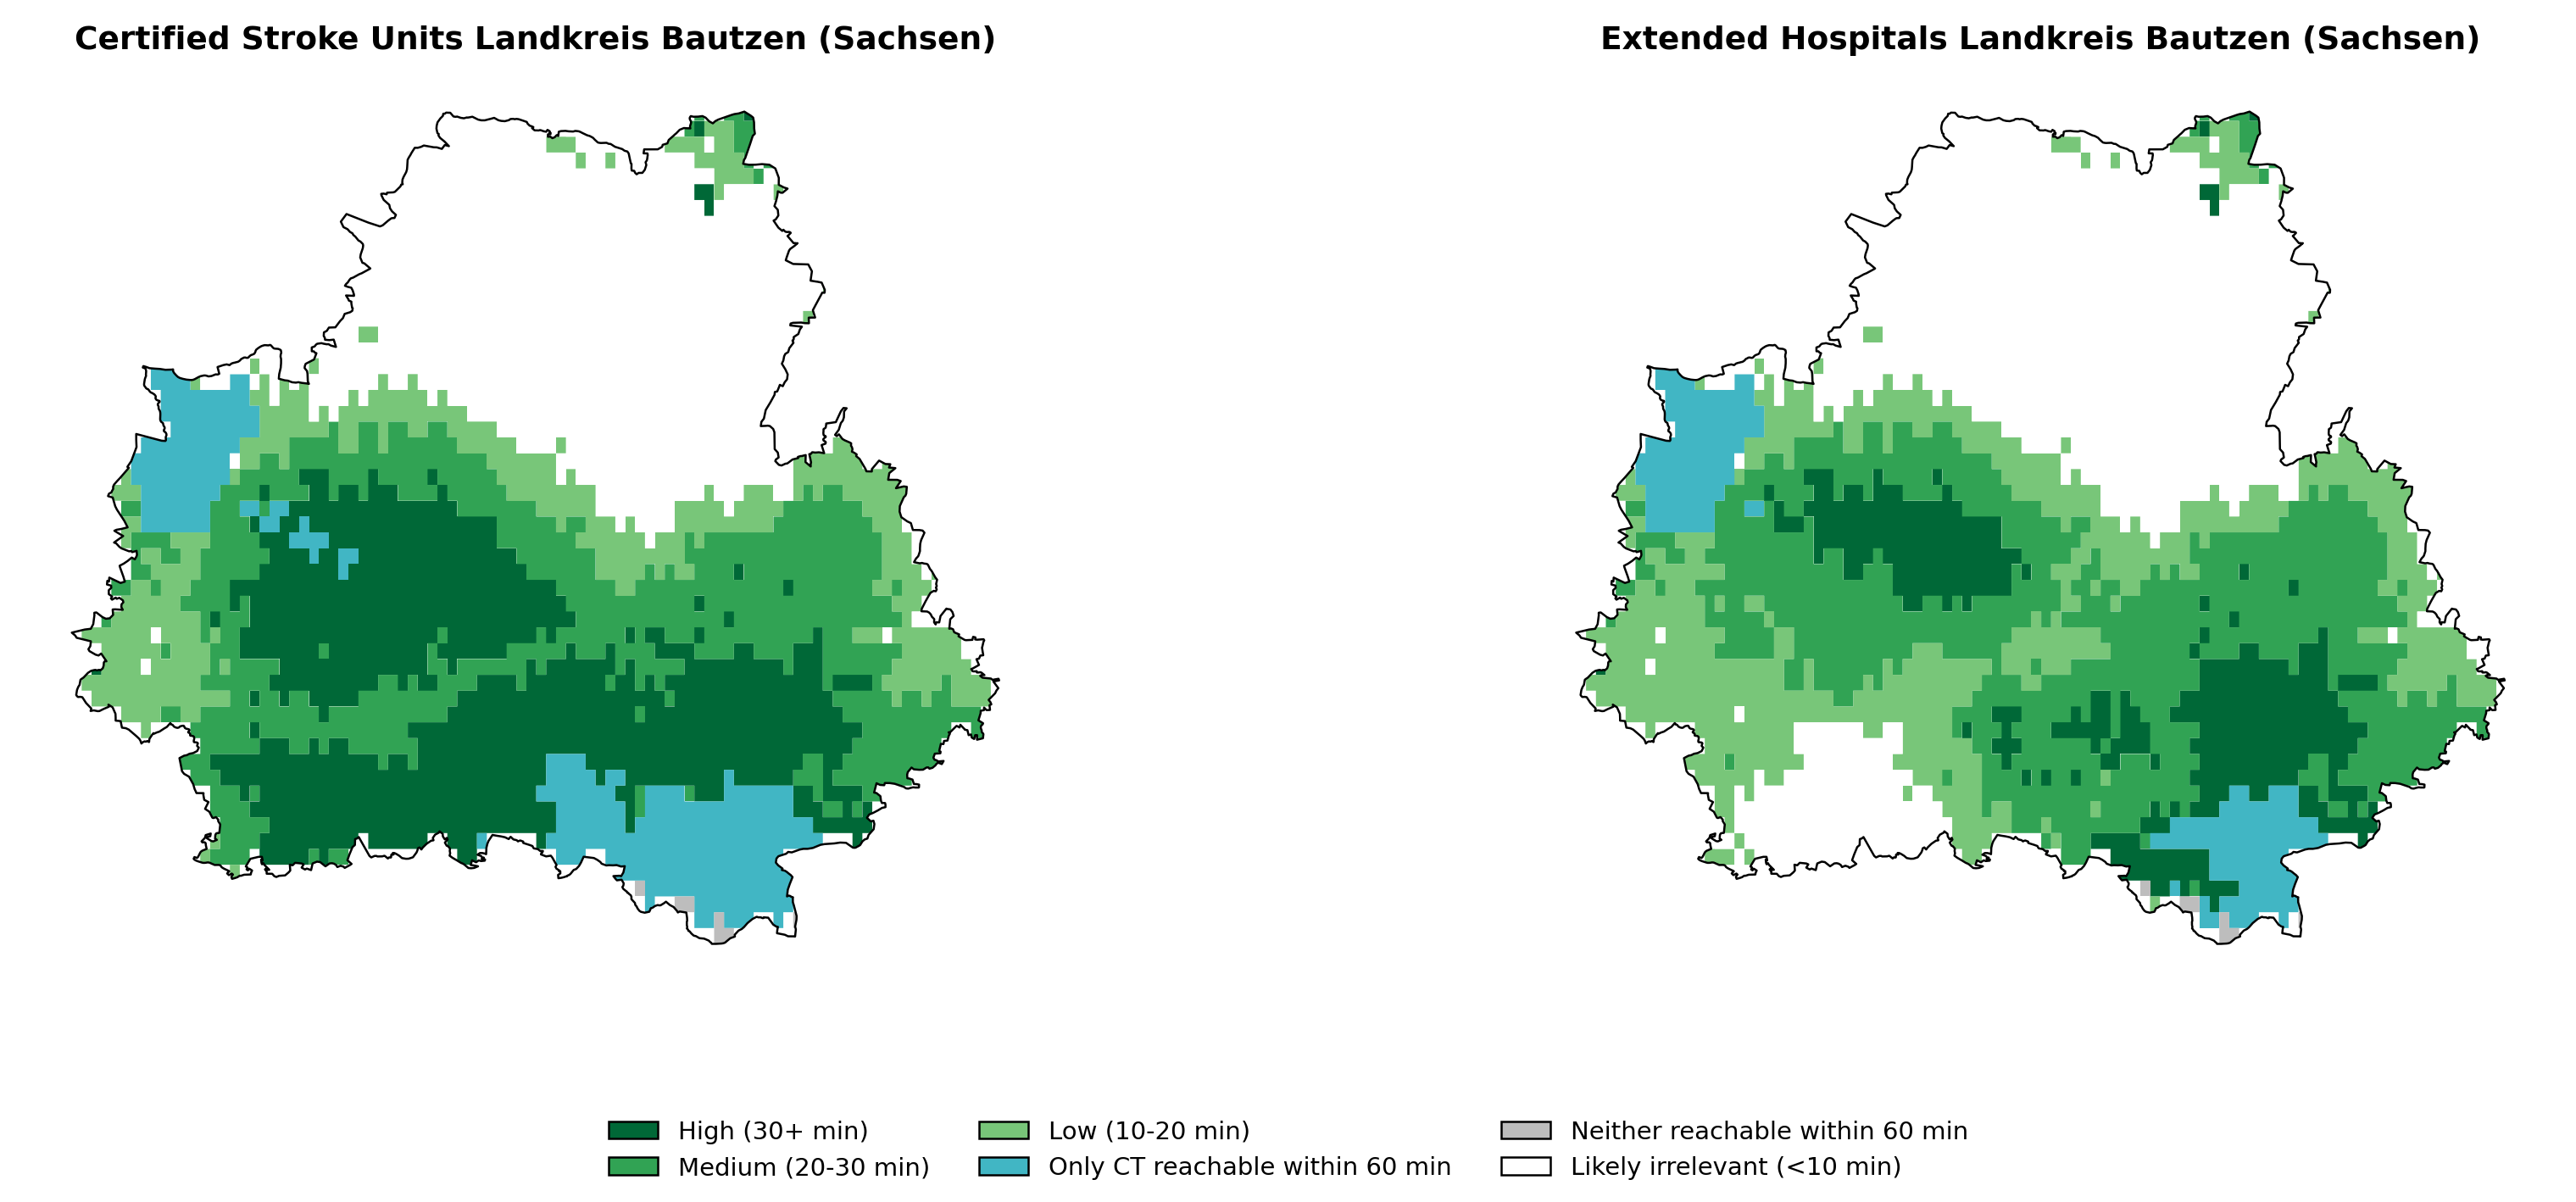 Certified Stroke Units Landkreis Bautzen (Sachsen)
Extended Hospitals Landkreis Bautzen (Sachsen)
High (30+ min)
Medium (20-30 min)
Low (10-20 min)
Only CT reachable within 60 min
Neither reachable within 60 min
Likely irrelevant (<10 min)